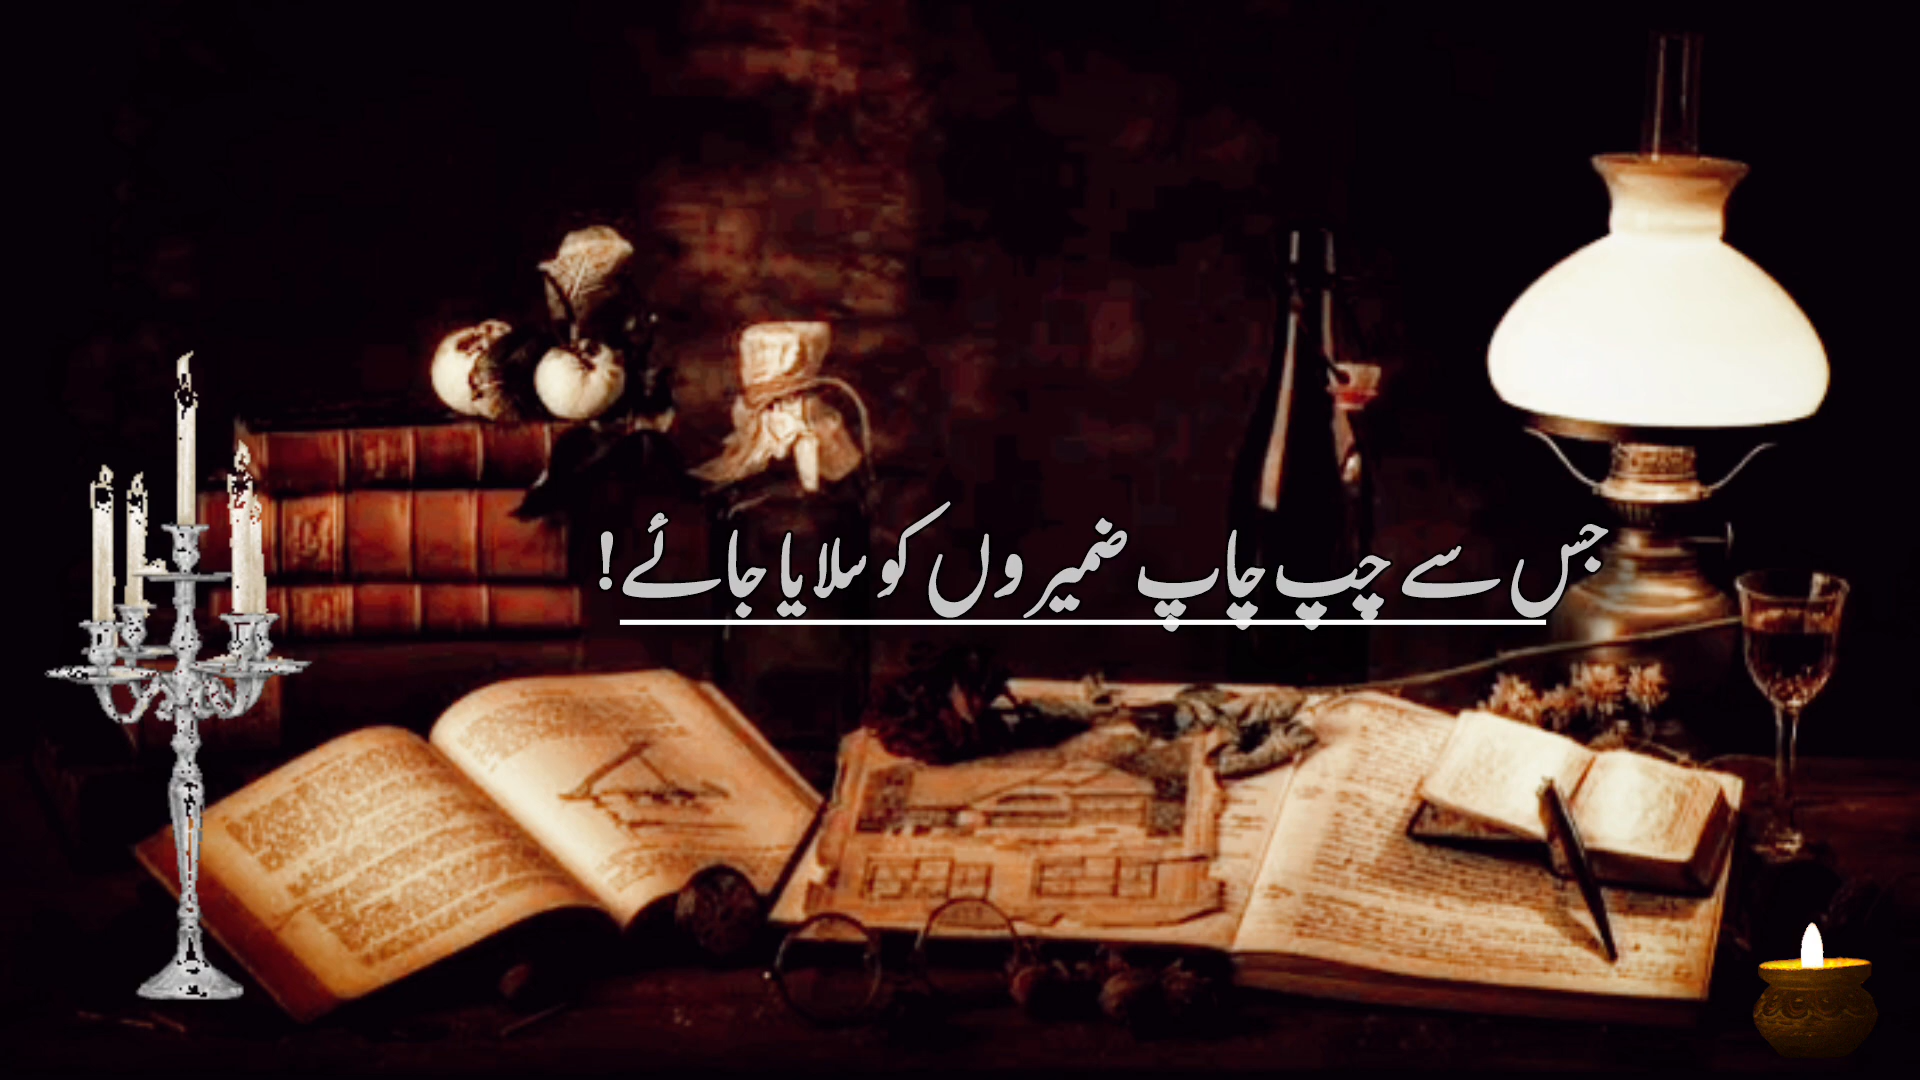 جس سے چپ چاپ ضمیروں کو سلایا جائے!